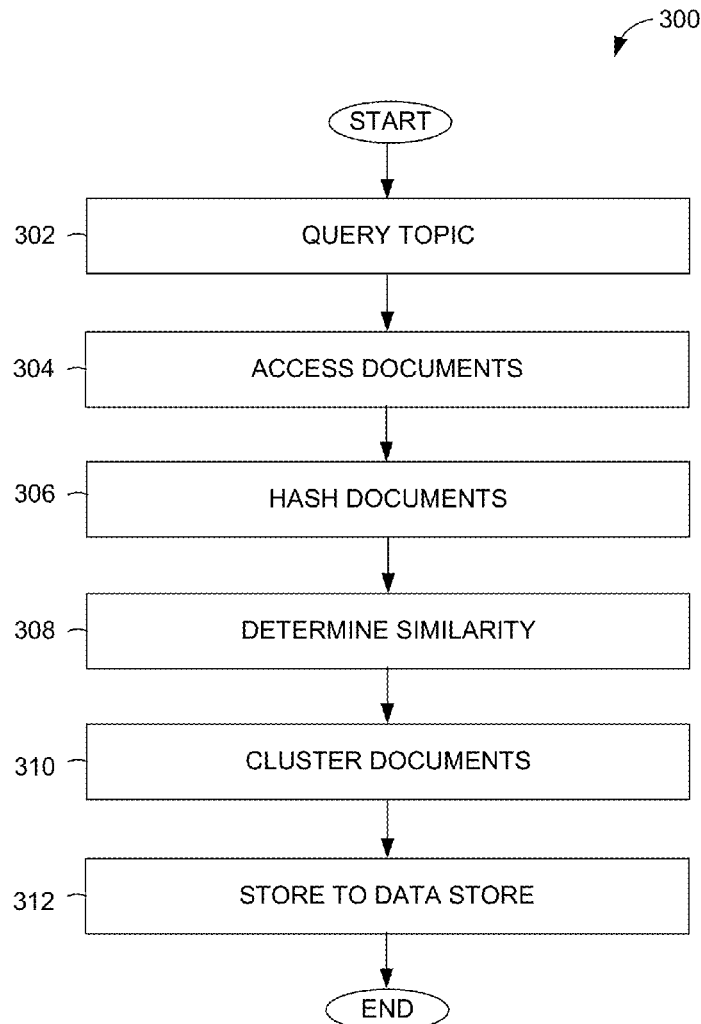 300
START
302
QUERY TOPIC
304
ACCESS DOCUMENTS
306
HASH DOCUMENTS
308
DETERMINE SIMILARITY
310
CLUSTER DOCUMENTS
312
STORE TO DATA STORE
END